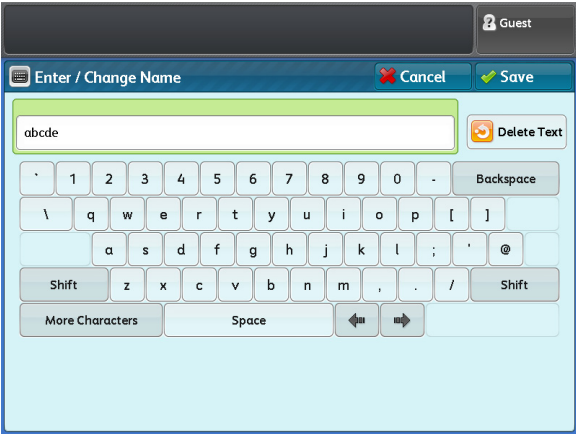 Guest
Enter / Change Name Cancel Save
abcde Delete Text
` 1 2 3 4 5 6 7 8 9 0 - Backspace
\ q w e r t y u i o p [ ]
a s d f g h j k l ; ' @
Shift z x c v b n m , . / Shift
More Characters Space